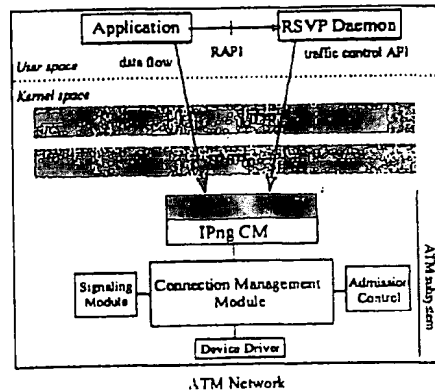 Application
RAPI
RSVP Daemon
User space
data flow
traffic control API
Kernel space
IPng CM
Signaling
Module
Connection Management
Module
Admission
Control
Device Driver
ATM subsystem
ATM Network